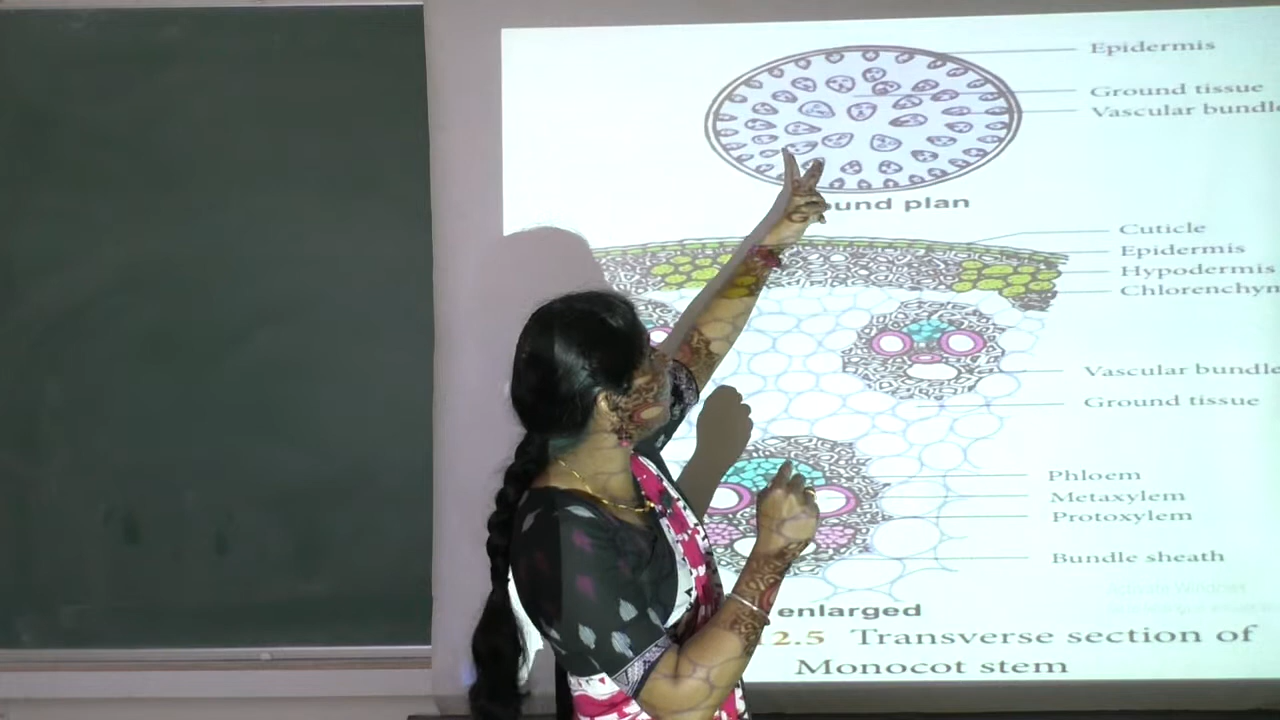 Epidermis
Ground tissue
Vascular bundle
ound plan
Cuticle
Epidermis
Hypodermis
Chlorenchym
Vascular bundle
Ground tissue
Phloem
Metaxylem
Protoxylem
Bundle sheath
enlarged
2.5 Transverse section of
Monocot stem